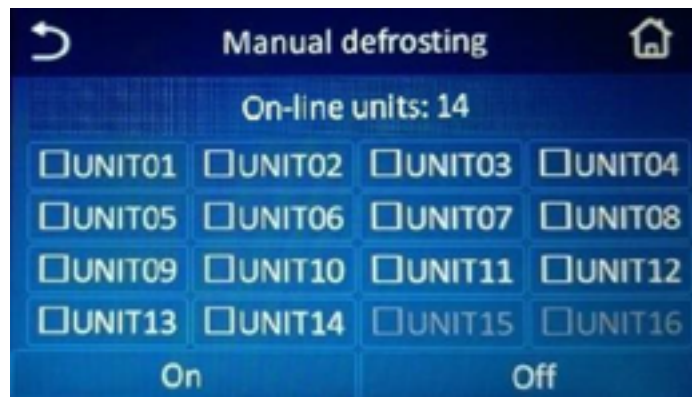 Manual defrosting
On-line units: 14
UNIT01 UNIT02 UNIT03 UNIT04
UNIT05 UNIT06 UNIT07 UNIT08
UNIT09 UNIT10 UNIT11 UNIT12
UNIT13 UNIT14 UNIT15 UNIT16
On Off